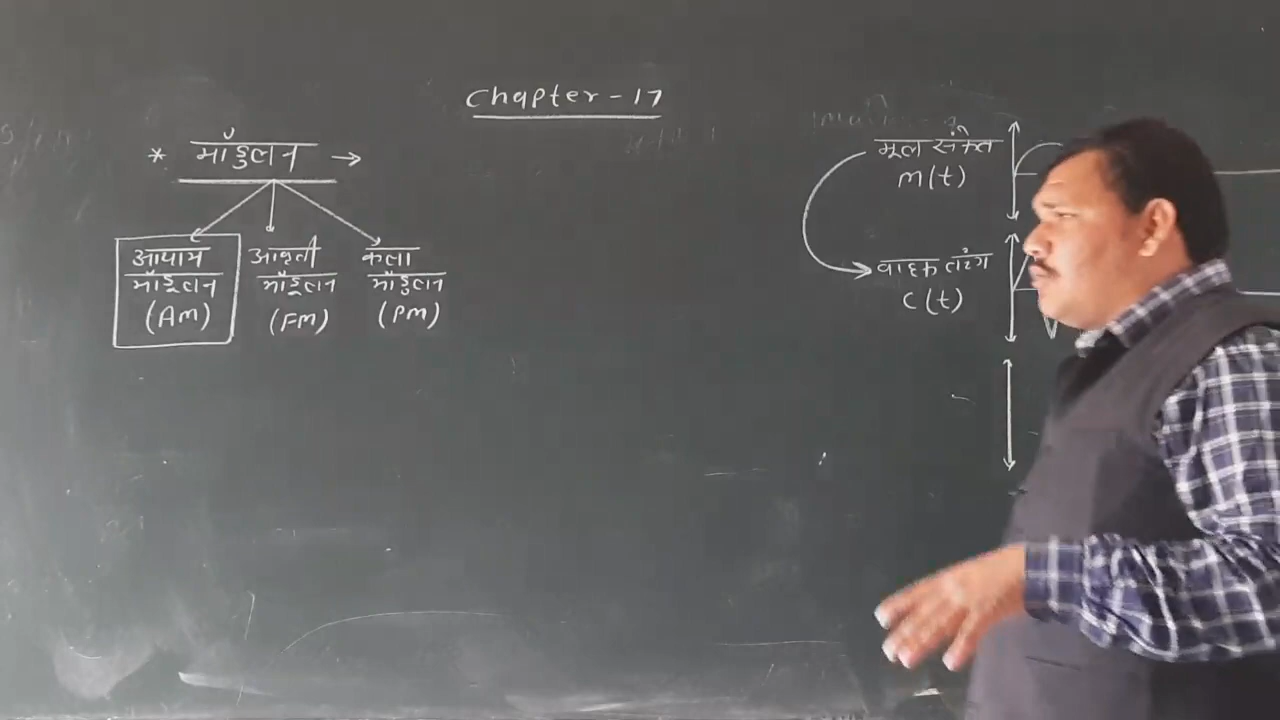 Chapter - 17
* मॉडुलन →
आयाम
मॉडूलन
(AM)
आवृती
मॉडूलन
(FM)
कला
मॉडुलन
(PM)
मूल संकेत
m(t)
वाहक तरंग
c(t)